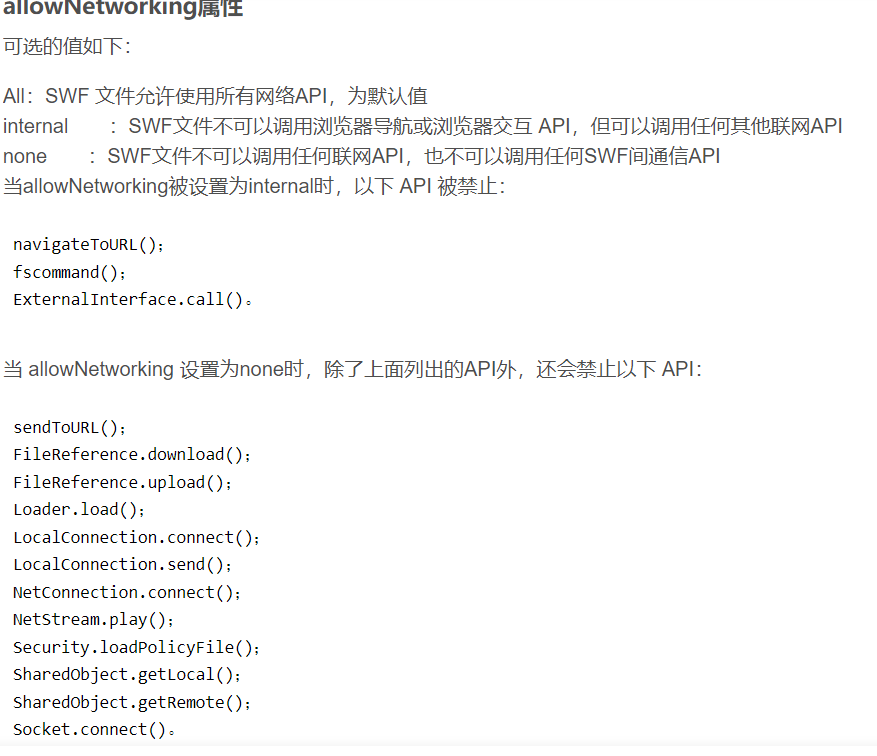 allowNetworking属性
可选的值如下：
All：SWF 文件允许使用所有网络API，为默认值
internal ：SWF文件不可以调用浏览器导航或浏览器交互 API，但可以调用任何其他联网API
none ：SWF文件不可以调用任何联网API，也不可以调用任何SWF间通信API
当allowNetworking被设置为internal时，以下 API 被禁止：
navigateToURL()；
fscommand()；
ExternalInterface.call()。
当 allowNetworking 设置为none时，除了上面列出的API外，还会禁止以下 API：
sendToURL()；
FileReference.download()；
FileReference.upload()；
Loader.load()；
LocalConnection.connect()；
LocalConnection.send()；
NetConnection.connect()；
NetStream.play()；
Security.loadPolicyFile()；
SharedObject.getLocal()；
SharedObject.getRemote()；
Socket.connect()。